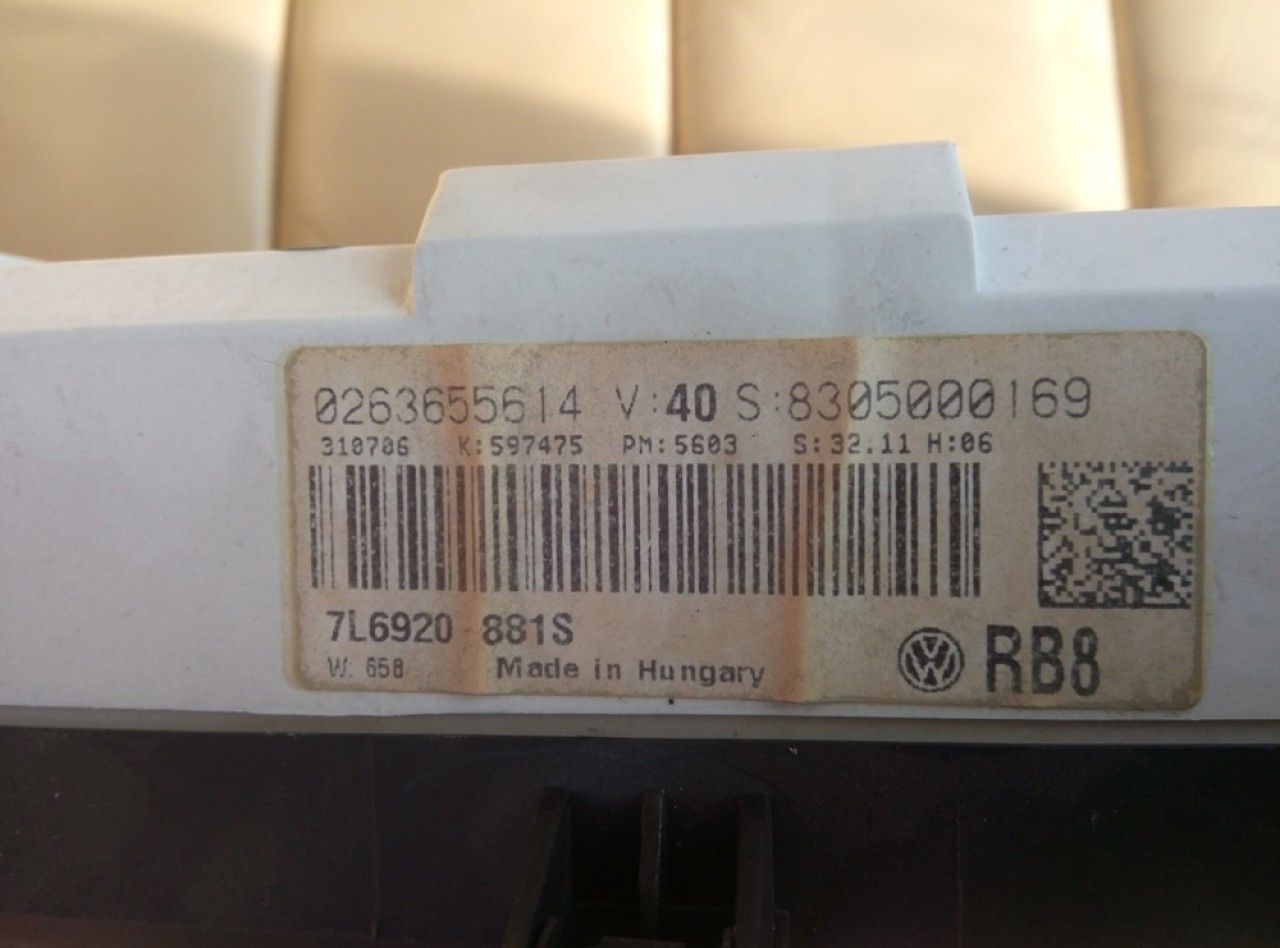 0263655614 V:40 S:8305000169
310706 K:597475 PM:5603 S:32.11 H:06
7L6920 881S
W: 658 Made in Hungary
RB8